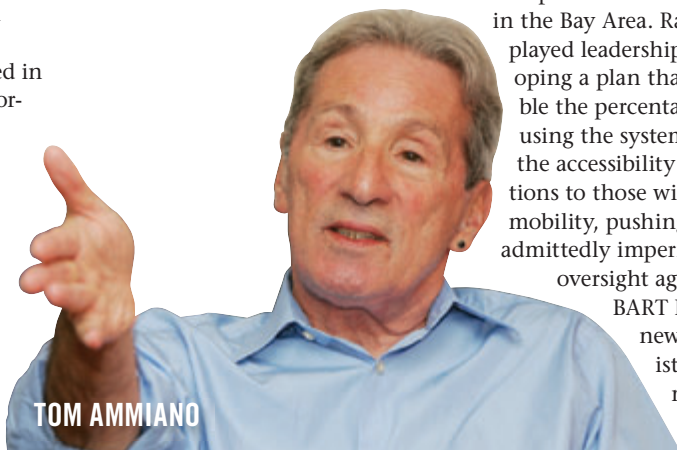 ed in
or-
in the Bay Area. Ra
played leadership
oping a plan tha
ble the percenta
using the system
the accessibility
tions to those wi
mobility, pushing
admittedly imper
oversight ag
BART
new
ist
TOM AMMIANO